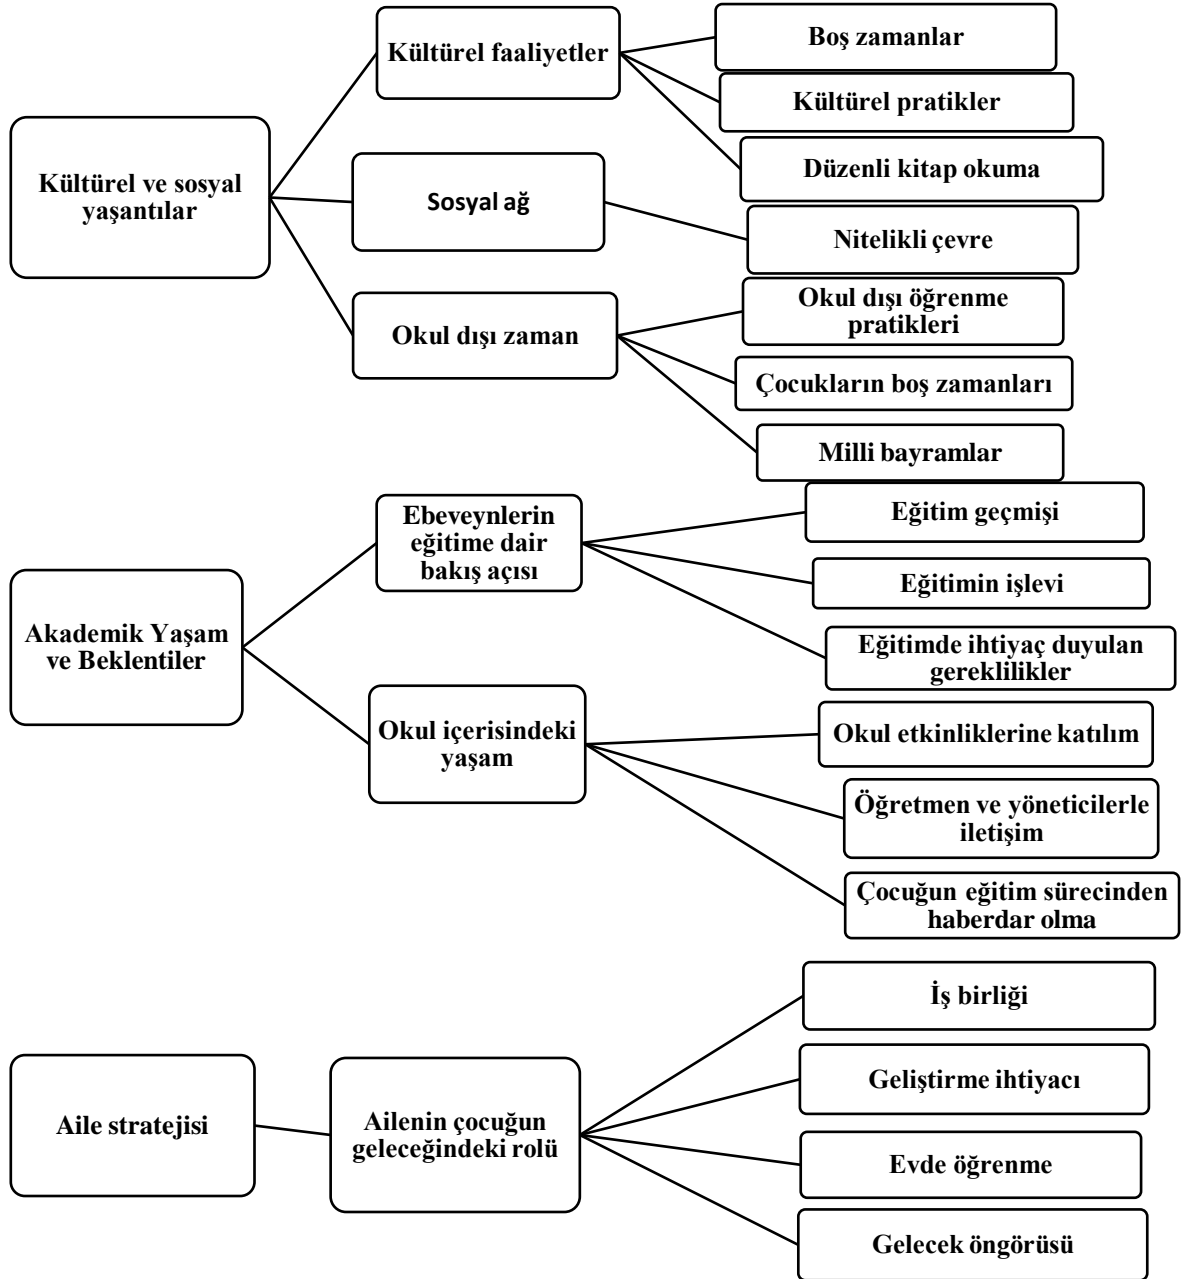 Kültürel ve sosyal
yaşantılar
Kültürel faaliyetler
Boş zamanlar
Kültürel pratikler
Düzenli kitap okuma
Sosyal ağ
Nitelikli çevre
Okul dışı zaman
Okul dışı öğrenme
pratikleri
Çocukların boş zamanları
Milli bayramlar
Akademik Yaşam
ve Beklentiler
Ebeveynlerin
eğitime dair
bakış açısı
Eğitim geçmişi
Eğitimin işlevi
Eğitimde ihtiyaç duyulan
gereklilikler
Okul içerisindeki
yaşam
Okul etkinliklerine katılım
Öğretmen ve yöneticilerle
iletişim
Çocuğun eğitim sürecinden
haberdar olma
Aile stratejisi
Ailenin çocuğun
geleceğindeki rolü
İş birliği
Geliştirme ihtiyacı
Evde öğrenme
Gelecek öngörüsü